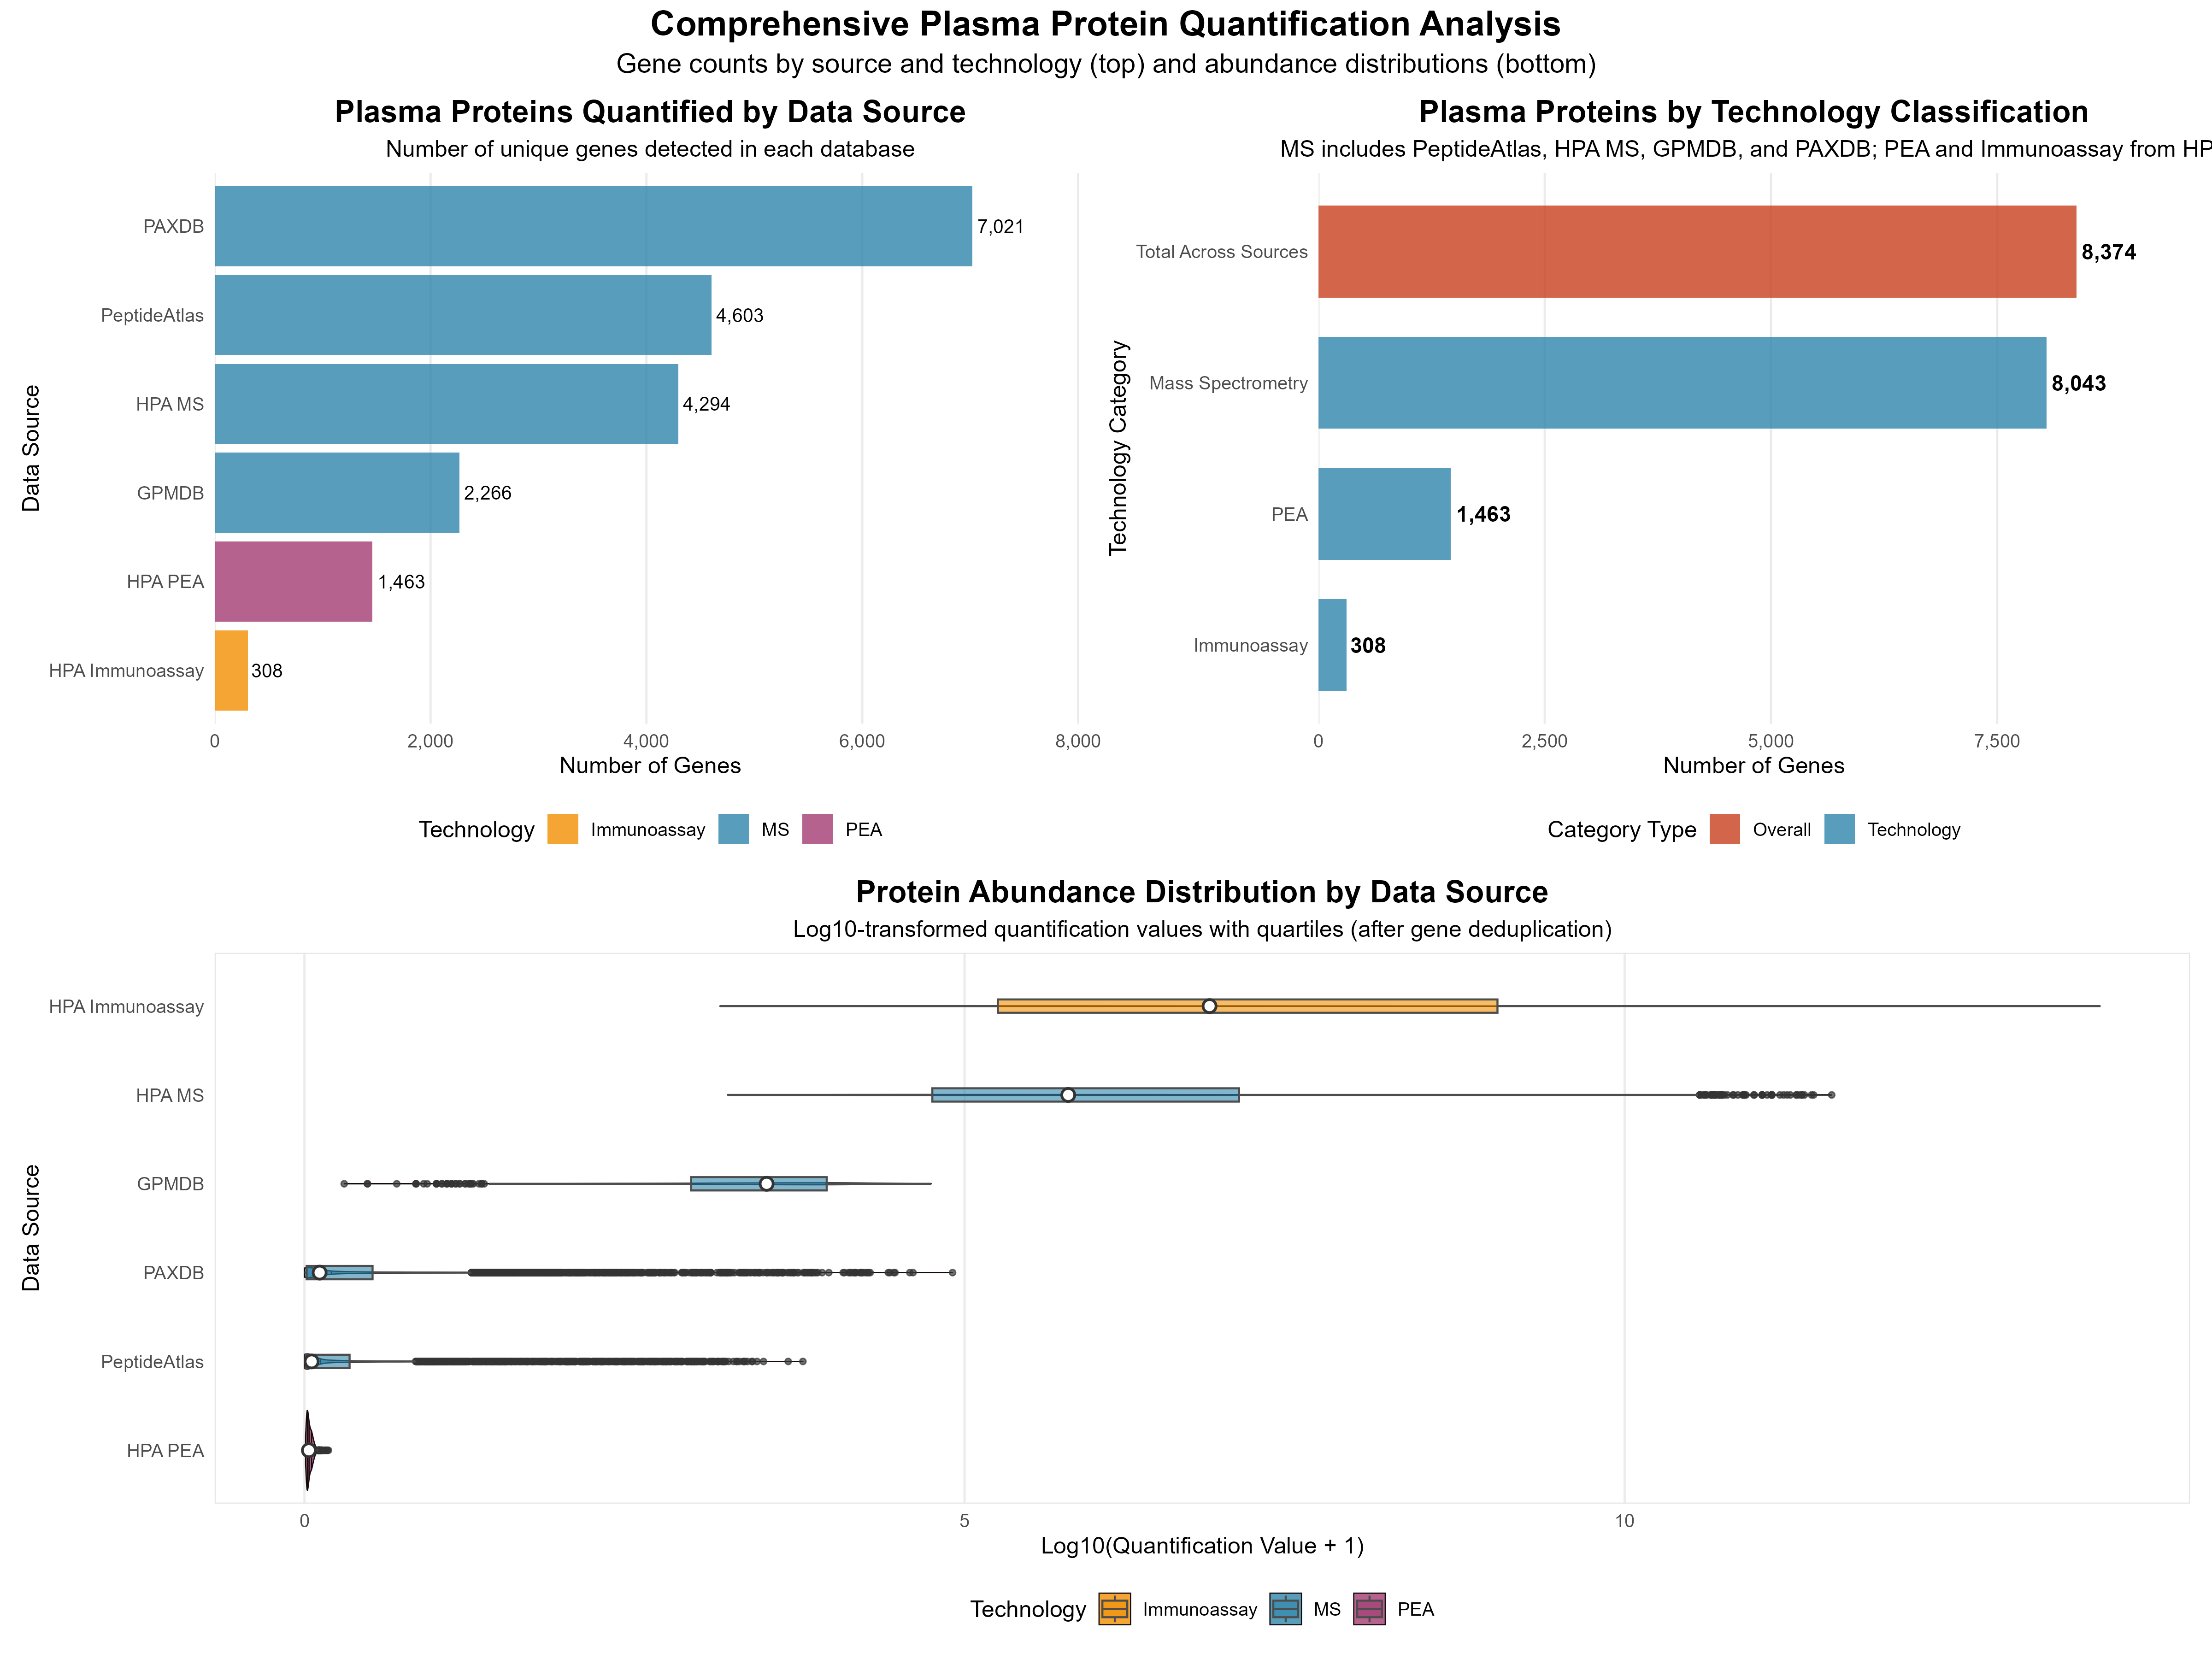 Comprehensive Plasma Protein Quantification Analysis
Gene counts by source and technology (top) and abundance distributions (bottom)
Plasma Proteins Quantified by Data Source
Number of unique genes detected in each database
Data Source
PAXDB
7,021
PeptideAtlas
4,603
HPA MS
4,294
GPMDB
2,266
HPA PEA
1,463
HPA Immunoassay
308
0 2,000 4,000 6,000 8,000
Number of Genes
Technology Immunoassay MS PEA
Plasma Proteins by Technology Classification
MS includes PeptideAtlas, HPA MS, GPMDB, and PAXDB; PEA and Immunoassay from HP
Technology Category
Total Across Sources
8,374
Mass Spectrometry
8,043
PEA
1,463
Immunoassay
308
0 2,500 5,000 7,500
Number of Genes
Category Type Overall Technology
Protein Abundance Distribution by Data Source
Log10-transformed quantification values with quartiles (after gene deduplication)
Data Source
HPA Immunoassay
HPA MS
GPMDB
PAXDB
PeptideAtlas
HPA PEA
0 5 10
Log10(Quantification Value + 1)
Technology Immunoassay MS PEA